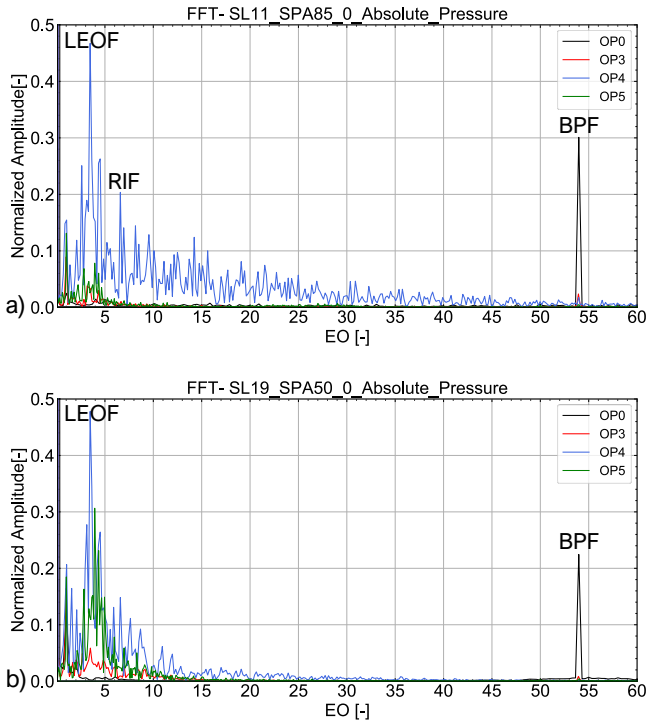 FFT- SL11_SPA85_0_Absolute_Pressure
0.5
LEOF
OP0
OP3
OP4
OP5
0.4
Normalized Amplitude[-]
0.3
BPF
0.2
RIF
0.1
a) 0.0
5 10 15 20 25 30 35 40 45 50 55 60
EO [-]
FFT- SL19_SPA50_0_Absolute_Pressure
0.5
LEOF
OP0
OP3
OP4
OP5
0.4
Normalized Amplitude[-]
0.3
BPF
0.2
0.1
b) 0.0
5 10 15 20 25 30 35 40 45 50 55 60
EO [-]